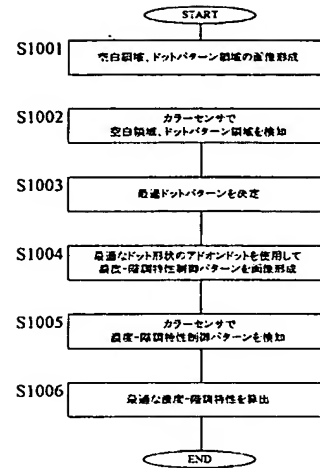 START
S1001
空白領域、ドットパターン領域の画像形成
S1002
カラーセンサで
空白領域、ドットパターン領域を検知
S1003
最適ドットパターンを決定
S1004
最適なドット形状のアドオンドットを使用して
濃度-階調特性制御パターンを画像形成
S1005
カラーセンサで
濃度-階調特性制御パターンを検知
S1006
最適な濃度-階調特性を算出
END